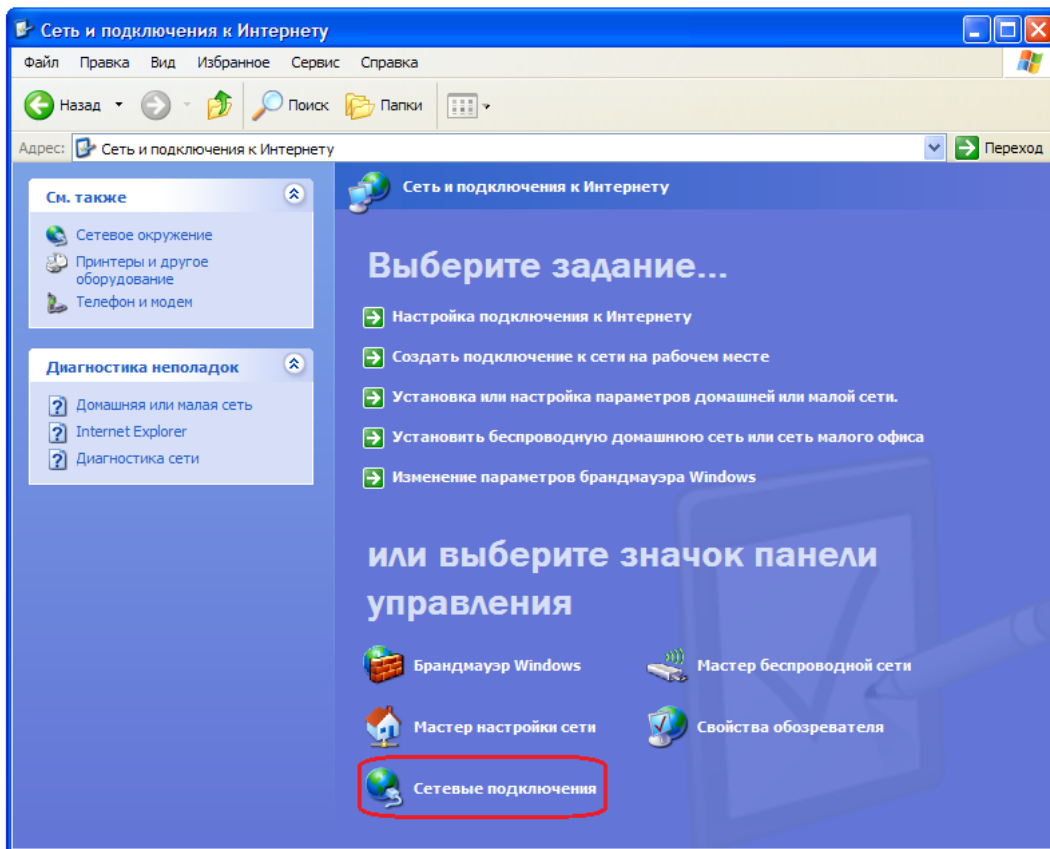 Сеть и подключения к Интернету
Файл Правка Вид Избранное Сервис Справка
Назад Поиск Папки
Адрес: Сеть и подключения к Интернету Переход
См. также
Сетевое окружение
Принтеры и другое
оборудование
Телефон и модем
Диагностика неполадок
Домашняя или малая сеть
Internet Explorer
Диагностика сети
Сеть и подключения к Интернету
Выберите задание...
Настройка подключения к Интернету
Создать подключение к сети на рабочем месте
Установка или настройка параметров домашней или малой сети.
Установить беспроводную домашнюю сеть или сеть малого офиса
Изменение параметров брандмауэра Windows
или выберите значок панели
управления
Брандмауэр Windows
Мастер беспроводной сети
Мастер настройки сети
Свойства обозревателя
Сетевые подключения